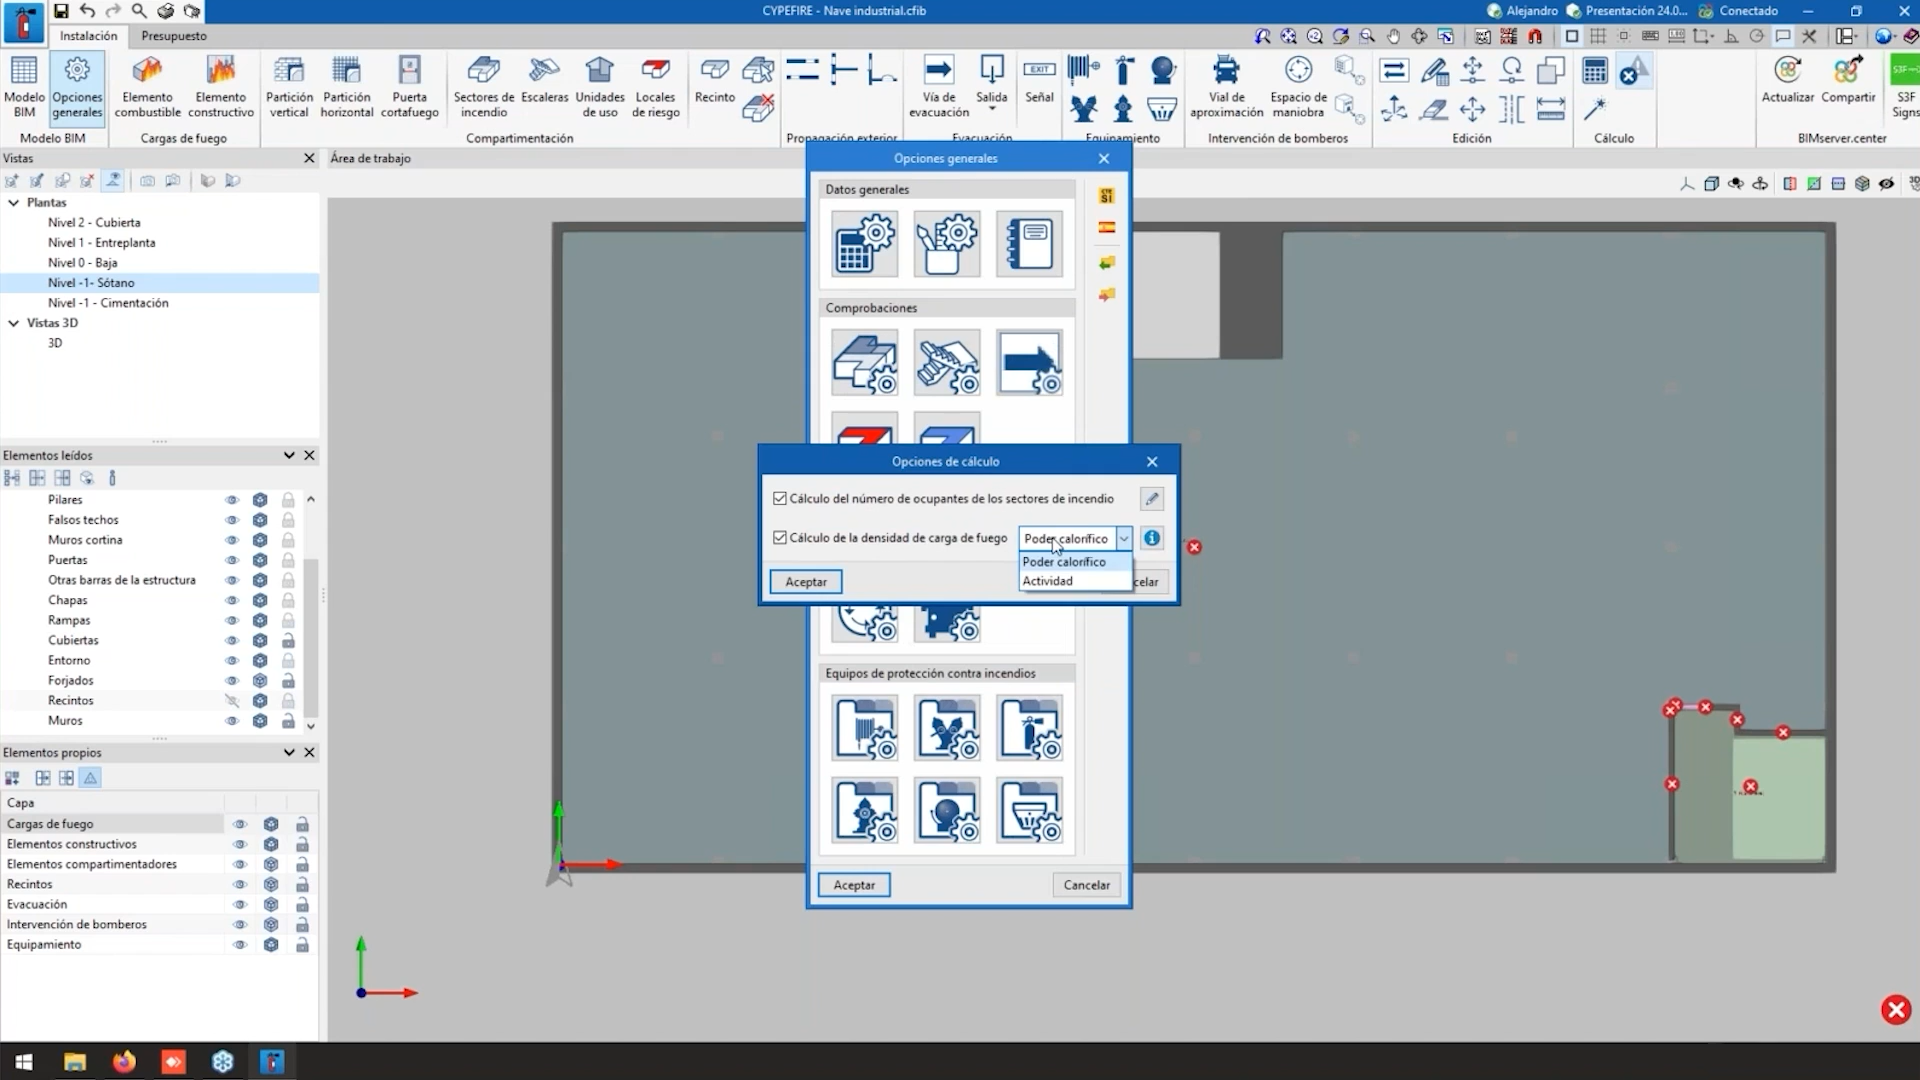 CYPEFIRE - Nave industrial.cfib
Alejandro
Presentación 24.0...
Conectado
Instalación
Presupuesto
Modelo BIM
Opciones generales
Elemento combustible
Elemento constructivo
Partición vertical
Partición horizontal
Puerta cortafuego
Sectores de incendio
Escaleras
Unidades de uso
Locales de riesgo
Recinto
Vía de evacuación
Salida
EXIT
Señal
Vial de aproximación
Espacio de maniobra
Actualizar
Compartir
S3F
S3F Signs
Modelo BIM
Cargas de fuego
Compartimentación
Propagación exterior
Evacuación
Equipamiento
Intervención de bomberos
Edición
Cálculo
BIMserver.center
Vistas
Área de trabajo
Plantas
Nivel 2 - Cubierta
Nivel 1 - Entreplanta
Nivel 0 - Baja
Nivel -1- Sótano
Nivel -1 - Cimentación
Vistas 3D
3D
Elementos leídos
Pilares
Falsos techos
Muros cortina
Puertas
Otras barras de la estructura
Chapas
Rampas
Cubiertas
Entorno
Forjados
Recintos
Muros
Elementos propios
Capa
Cargas de fuego
Elementos constructivos
Elementos compartimentadores
Recintos
Evacuación
Intervención de bomberos
Equipamiento
Opciones generales
Datos generales
CTE
SI
Comprobaciones
Opciones de cálculo
Cálculo del número de ocupantes de los sectores de incendio
Cálculo de la densidad de carga de fuego
Poder calorífico
Poder calorífico
Actividad
Aceptar
celar
Equipos de protección contra incendios
Aceptar
Cancelar